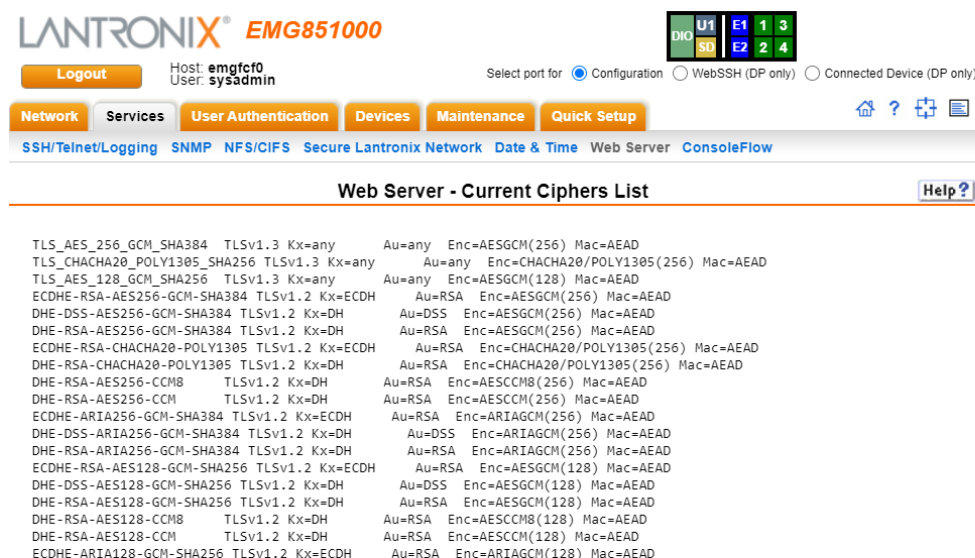 LANTRONIX® EMG851000
U1 E1 1 3
DIO
SD E2 2 4
Logout
Host: emgfcf0
User: sysadmin
Select port for Configuration WebSSH (DP only) Connected Device (DP only)
Network Services User Authentication Devices Maintenance Quick Setup
SSH/Telnet/Logging SNMP NFS/CIFS Secure Lantronix Network Date & Time Web Server ConsoleFlow
Web Server - Current Ciphers List Help?
TLS_AES_256_GCM_SHA384 TLSv1.3 Kx=any Au=any Enc=AESGCM(256) Mac=AEAD
TLS_CHACHA20_POLY1305_SHA256 TLSv1.3 Kx=any Au=any Enc=CHACHA20/POLY1305(256) Mac=AEAD
TLS_AES_128_GCM_SHA256 TLSv1.3 Kx=any Au=any Enc=AESGCM(128) Mac=AEAD
ECDHE-RSA-AES256-GCM-SHA384 TLSv1.2 Kx=ECDH Au=RSA Enc=AESGCM(256) Mac=AEAD
DHE-DSS-AES256-GCM-SHA384 TLSv1.2 Kx=DH Au=DSS Enc=AESGCM(256) Mac=AEAD
DHE-RSA-AES256-GCM-SHA384 TLSv1.2 Kx=DH Au=RSA Enc=AESGCM(256) Mac=AEAD
ECDHE-RSA-CHACHA20-POLY1305 TLSv1.2 Kx=ECDH Au=RSA Enc=CHACHA20/POLY1305(256) Mac=AEAD
DHE-RSA-CHACHA20-POLY1305 TLSv1.2 Kx=DH Au=RSA Enc=CHACHA20/POLY1305(256) Mac=AEAD
DHE-RSA-AES256-CCM8 TLSv1.2 Kx=DH Au=RSA Enc=AESCCM8(256) Mac=AEAD
DHE-RSA-AES256-CCM TLSv1.2 Kx=DH Au=RSA Enc=AESCCM(256) Mac=AEAD
ECDHE-ARIA256-GCM-SHA384 TLSv1.2 Kx=ECDH Au=RSA Enc=ARIAGCM(256) Mac=AEAD
DHE-DSS-ARIA256-GCM-SHA384 TLSv1.2 Kx=DH Au=DSS Enc=ARIAGCM(256) Mac=AEAD
DHE-RSA-ARIA256-GCM-SHA384 TLSv1.2 Kx=DH Au=RSA Enc=ARIAGCM(256) Mac=AEAD
ECDHE-RSA-AES128-GCM-SHA256 TLSv1.2 Kx=ECDH Au=RSA Enc=AESGCM(128) Mac=AEAD
DHE-DSS-AES128-GCM-SHA256 TLSv1.2 Kx=DH Au=DSS Enc=AESGCM(128) Mac=AEAD
DHE-RSA-AES128-GCM-SHA256 TLSv1.2 Kx=DH Au=RSA Enc=AESGCM(128) Mac=AEAD
DHE-RSA-AES128-CCM8 TLSv1.2 Kx=DH Au=RSA Enc=AESCCM8(128) Mac=AEAD
DHE-RSA-AES128-CCM TLSv1.2 Kx=DH Au=RSA Enc=AESCCM(128) Mac=AEAD
ECDHE-ARIA128-GCM-SHA256 TLSv1.2 Kx=ECDH Au=RSA Enc=ARIAGCM(128) Mac=AEAD